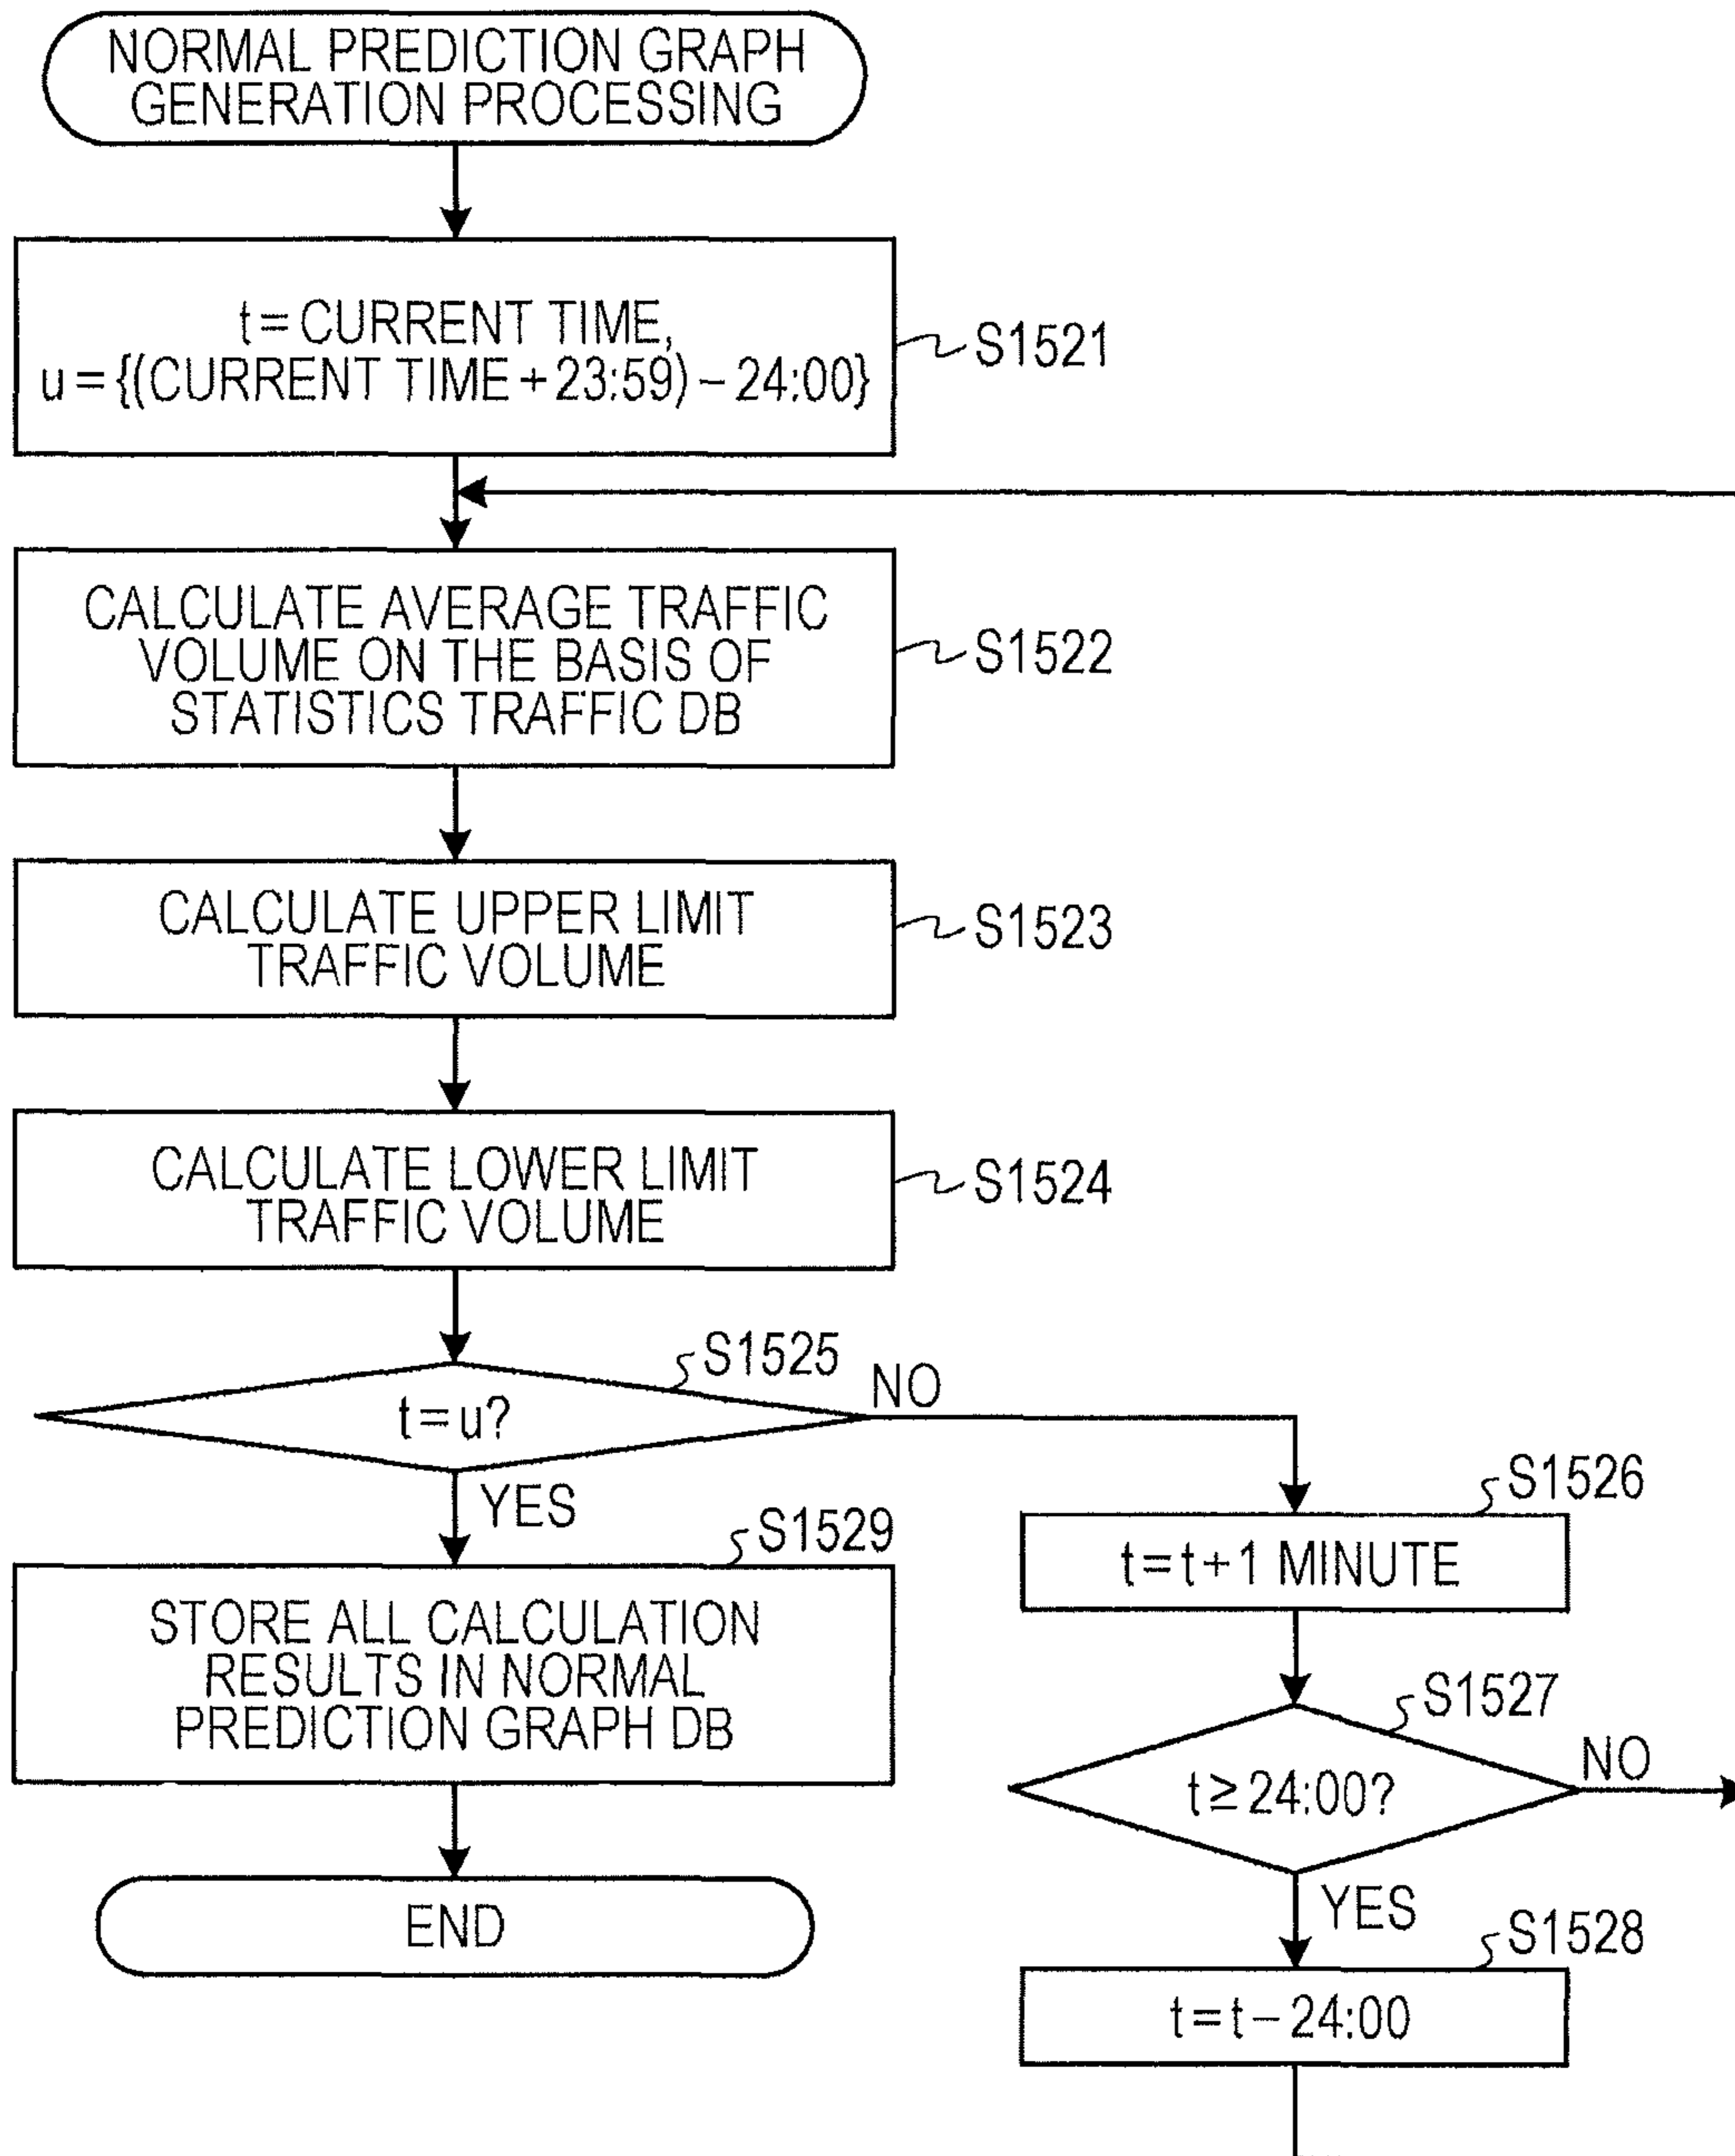 NORMAL PREDICTION GRAPH
GENERATION PROCESSING
t = CURRENT TIME,
u = {(CURRENT TIME + 23:59) – 24:00}
S1521
CALCULATE AVERAGE TRAFFIC
VOLUME ON THE BASIS OF
STATISTICS TRAFFIC DB
S1522
CALCULATE UPPER LIMIT
TRAFFIC VOLUME
S1523
CALCULATE LOWER LIMIT
TRAFFIC VOLUME
S1524
S1525
t = u?
NO
YES
S1526
t = t + 1 MINUTE
S1529
STORE ALL CALCULATION
RESULTS IN NORMAL
PREDICTION GRAPH DB
S1527
t ≥ 24:00?
NO
YES
END
S1528
t = t – 24:00